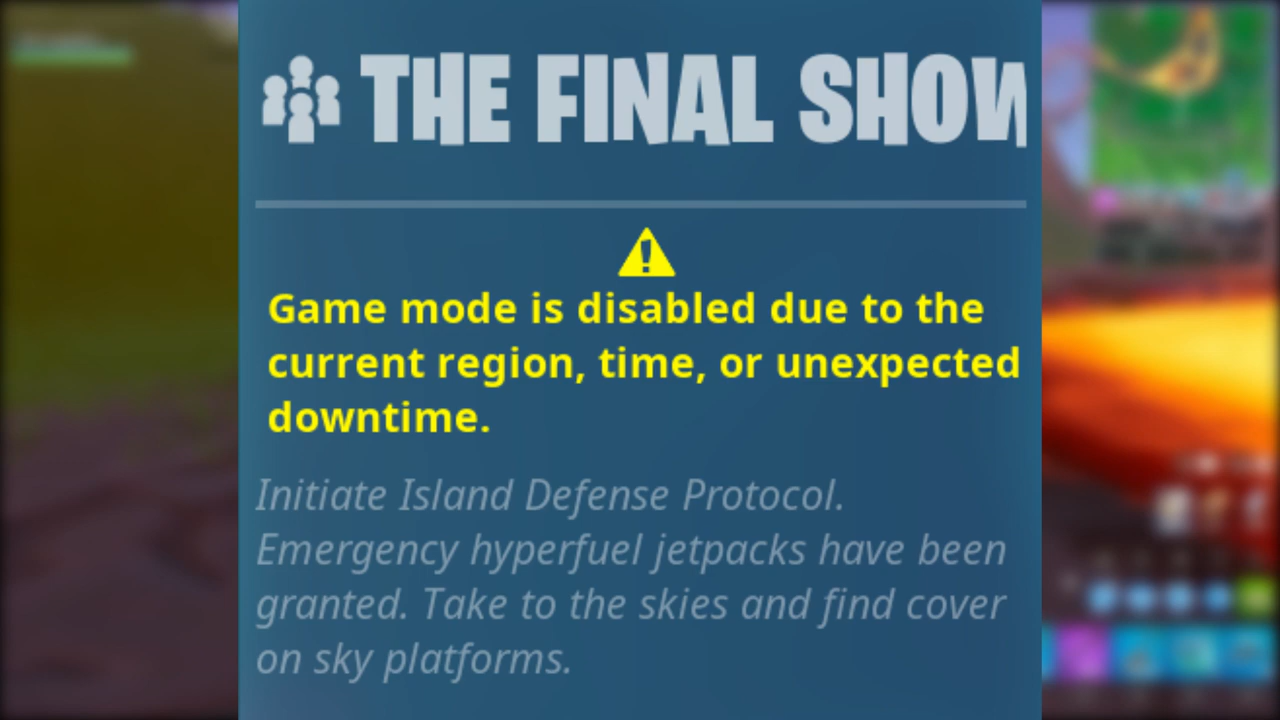 THE FINAL SHOW
Game mode is disabled due to the
current region, time, or unexpected
downtime.
Initiate Island Defense Protocol.
Emergency hyperfuel jetpacks have been
granted. Take to the skies and find cover
on sky platforms.